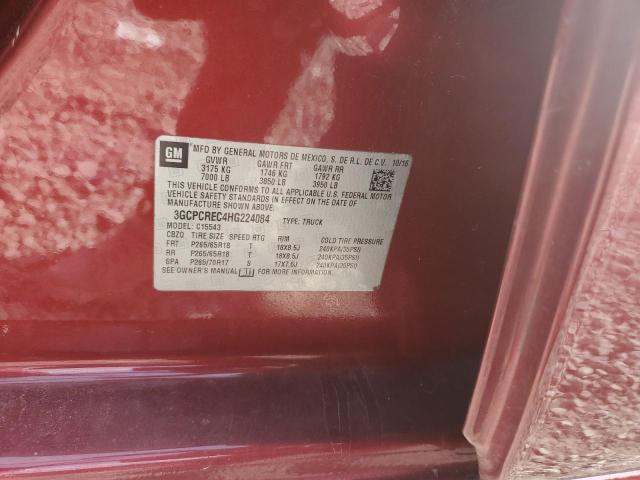 GM
MFD BY GENERAL MOTORS DE MEXICO, S. DE R.L. DE C.V. 10/16
GVWR GAWR FRT GAWR RR
3175 KG 1746 KG 1792 KG
7000 LB 3850 LB 3950 LB
THIS VEHICLE CONFORMS TO ALL APPLICABLE U.S. FEDERAL MOTOR
VEHICLE SAFETY STANDARDS IN EFFECT ON THE DATE OF
MANUFACTURE SHOWN ABOVE.
3GCPCREC4HG224084 TYPE: TRUCK
MODEL: C15543
CBZQ TIRE SIZE SPEED RTG RIM COLD TIRE PRESSURE
FRT P265/65R18 T 18X8.5J 240KPA(35PSI)
RR P265/65R18 T 18X8.5J 240KPA(35PSI)
SPA P265/70R17 S 17X7.5J 240KPA(35PSI)
SEE OWNER'S MANUAL FOR ADDITIONAL INFORMATION